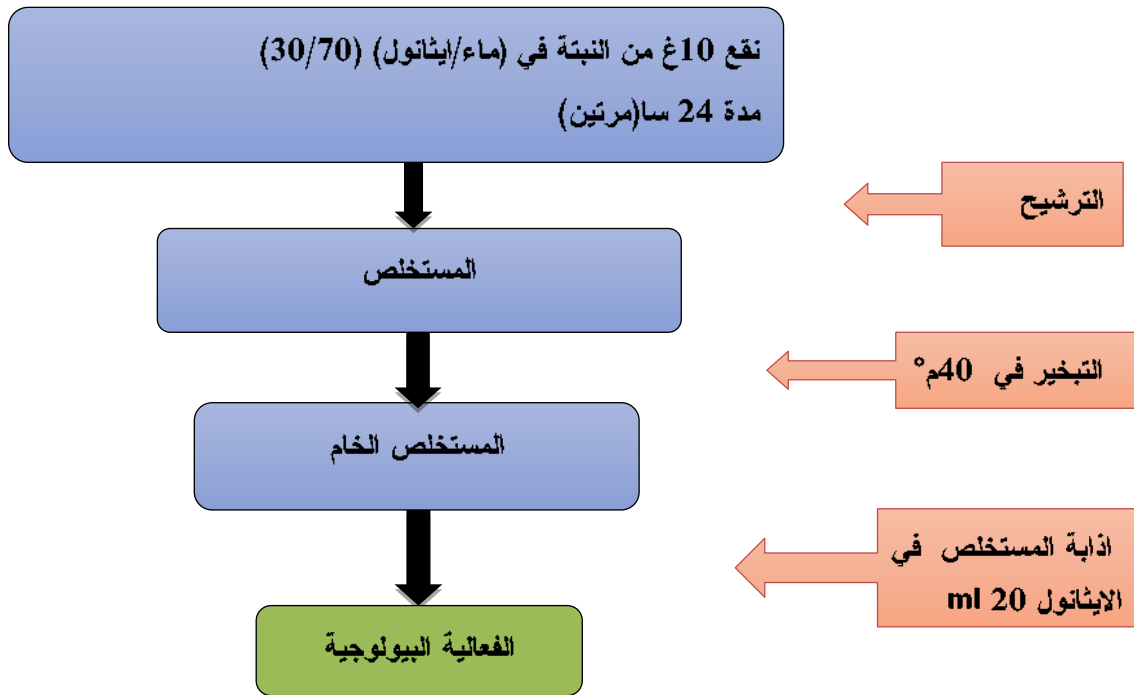 نقع 10غ من النبتة في (ماء/ايثانول) (30/70)
مدة 24 سا(مرتين)
الترشيح
المستخلص
التبخير في 40م°
المستخلص الخام
اذابة المستخلص في
الايثانول 20 ml
الفعالية البيولوجية